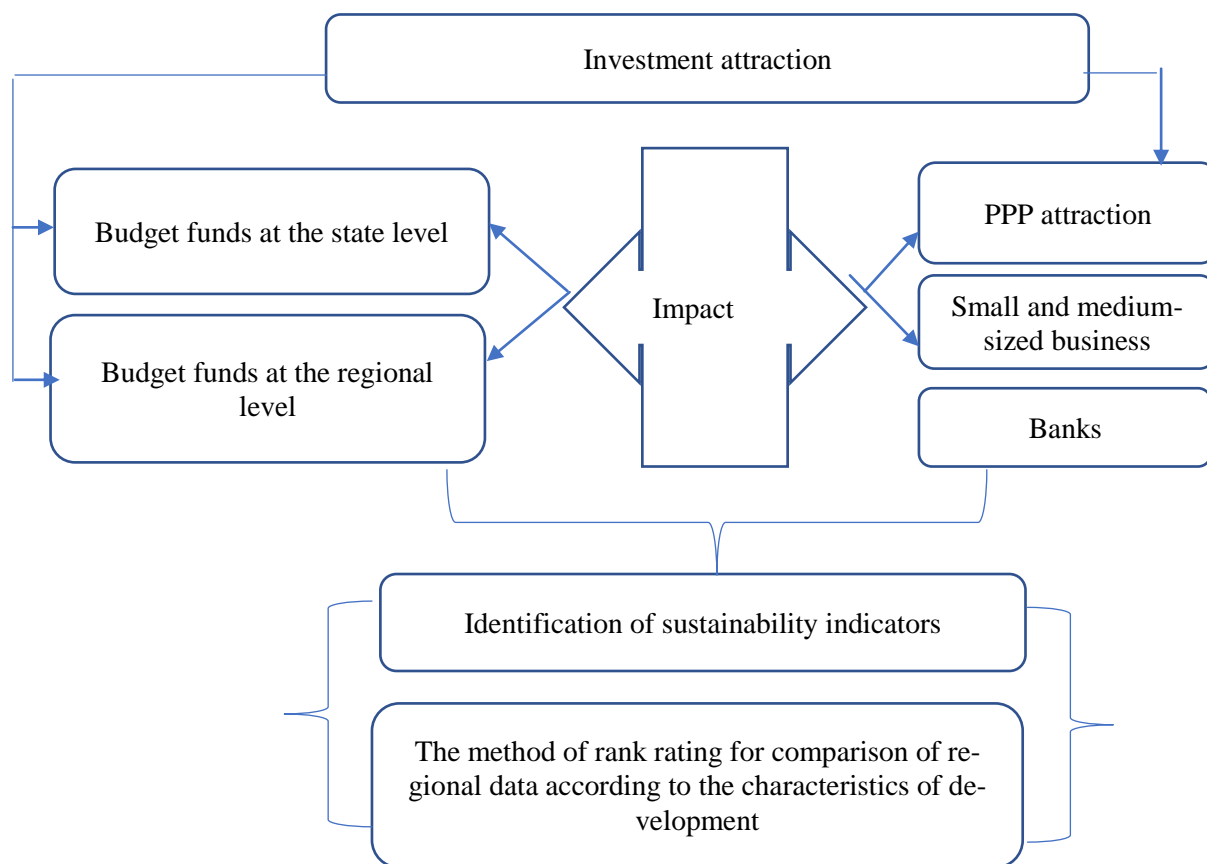 Investment attraction
Budget funds at the state level
Budget funds at the regional
level
Impact
PPP attraction
Small and medium-
sized business
Banks
Identification of sustainability indicators
The method of rank rating for comparison of re-
gional data according to the characteristics of de-
velopment